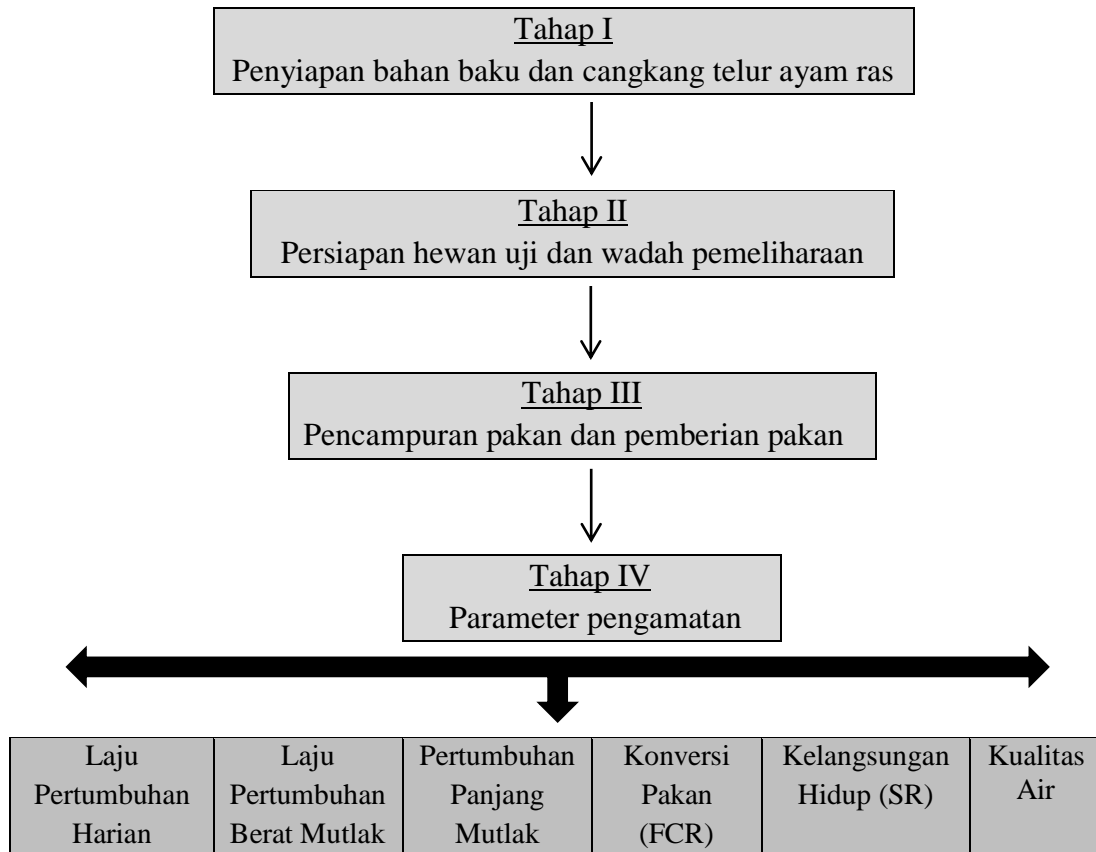 Tahap I
Penyiapan bahan baku dan cangkang telur ayam ras
Tahap II
Persiapan hewan uji dan wadah pemeliharaan
Tahap III
Pencampuran pakan dan pemberian pakan
Tahap IV
Parameter pengamatan
Laju
Pertumbuhan
Harian
Laju
Pertumbuhan
Berat Mutlak
Pertumbuhan
Panjang
Mutlak
Konversi
Pakan
(FCR)
Kelangsungan
Hidup (SR)
Kualitas
Air